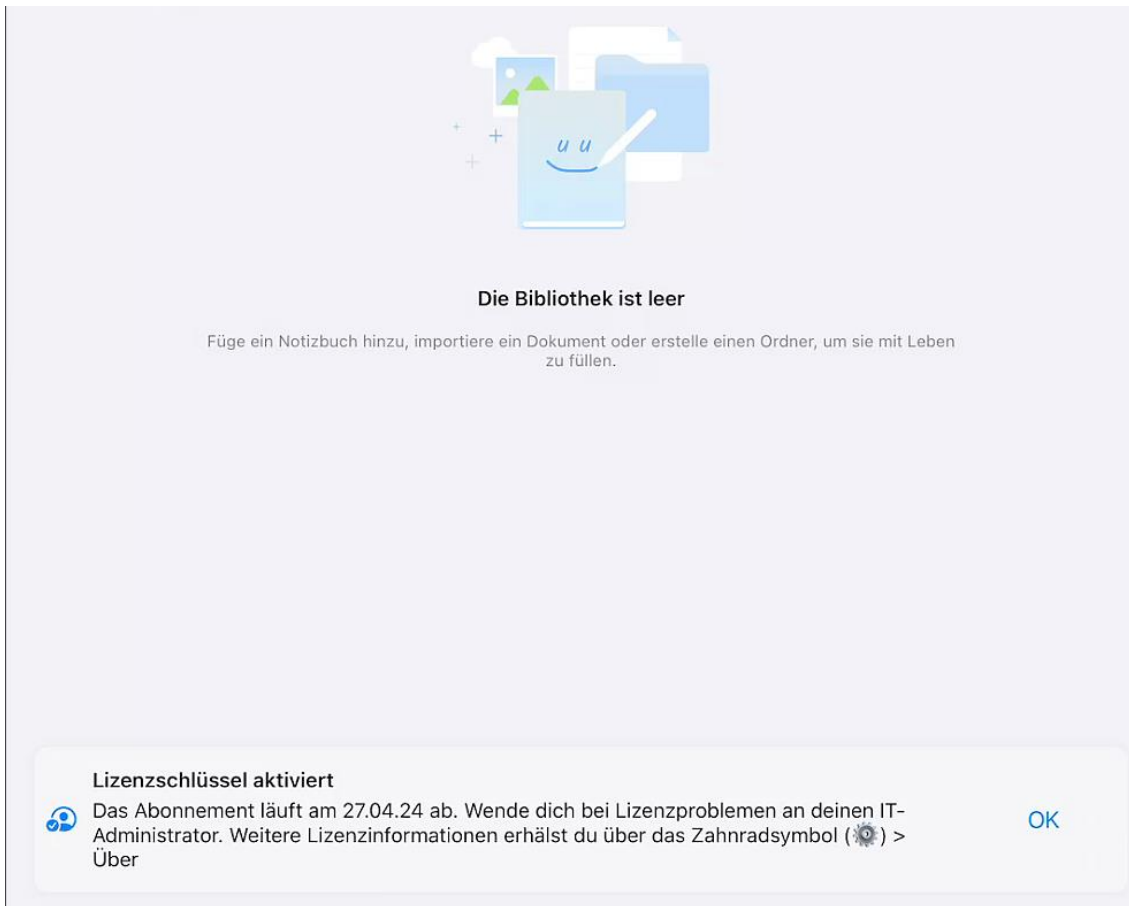 Die Bibliothek ist leer
Füge ein Notizbuch hinzu, importiere ein Dokument oder erstelle einen Ordner, um sie mit Leben
zu füllen.
Lizenzschlüssel aktiviert
Das Abonnement läuft am 27.04.24 ab. Wende dich bei Lizenzproblemen an deinen IT-
Administrator. Weitere Lizenzinformationen erhälst du über das Zahnradsymbol (⚙️) >
Über
OK